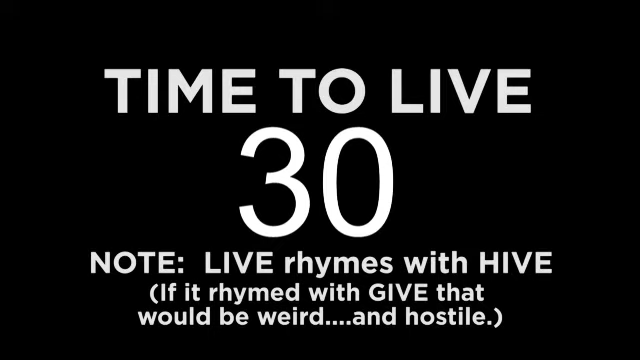 TIME TO LIVE
30
NOTE:  LIVE rhymes with HIVE
(If it rhymed with GIVE that
would be weird....and hostile.)